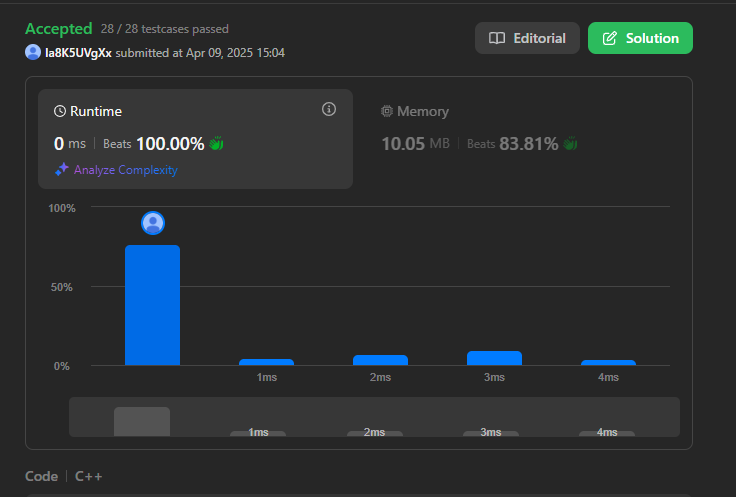 Accepted 28 / 28 testcases passed
Ia8K5UVgXx submitted at Apr 09, 2025 15:04
Editorial
Solution
Runtime
0 ms | Beats 100.00%
Analyze Complexity
Memory
10.05 MB | Beats 83.81%
100%
50%
0%
1ms 2ms 3ms 4ms
1ms 2ms 3ms 4ms
Code | C++